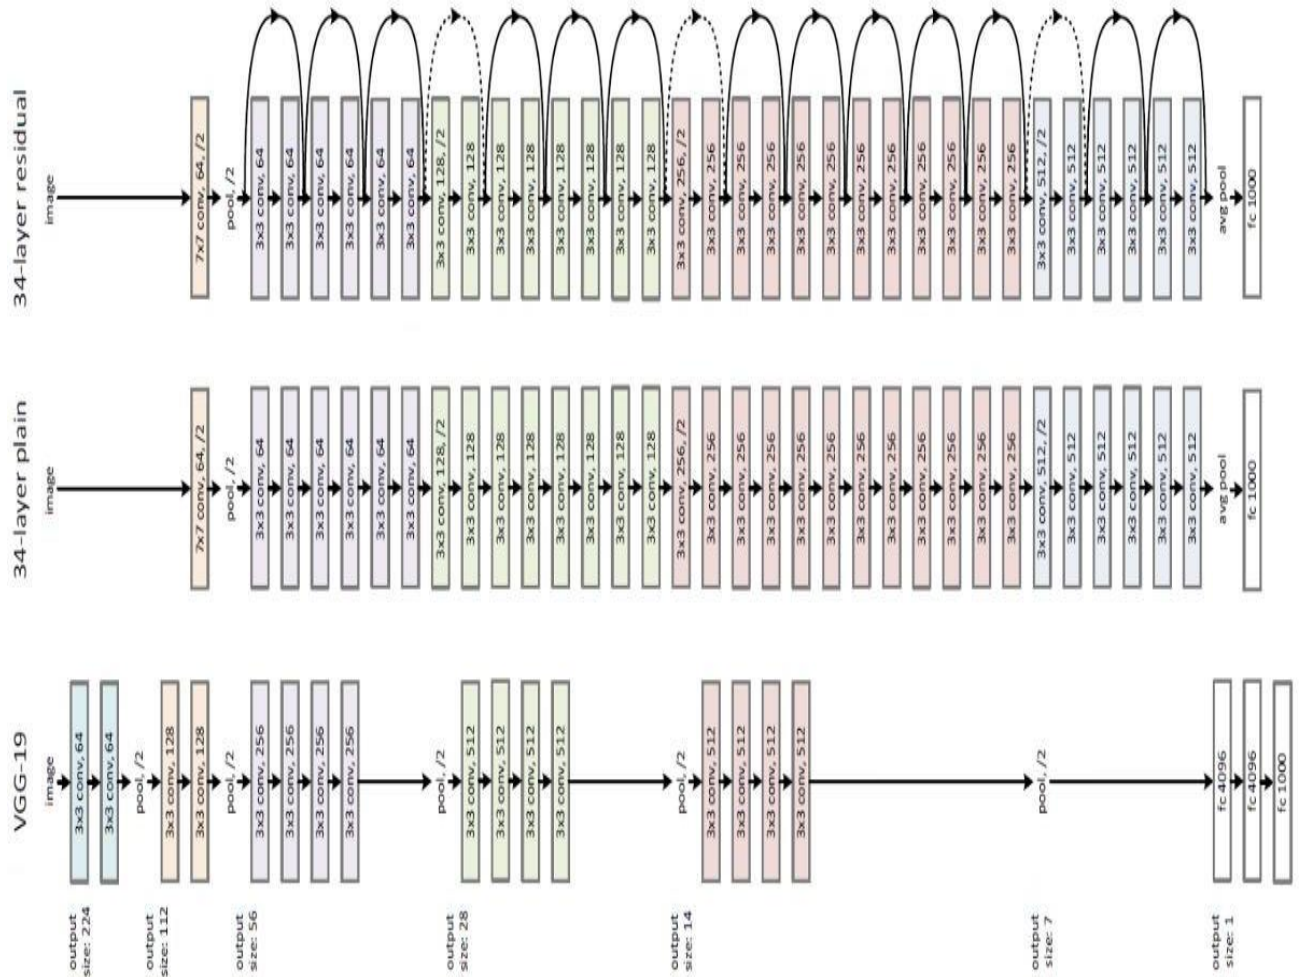 output
size: 224
output
size: 112
output
size: 56
output
size: 28
output
size: 14
output
size: 7
output
size: 1
VGG-19
image
3x3 conv, 64
3x3 conv, 64
pool, /2
3x3 conv, 128
3x3 conv, 128
pool, /2
3x3 conv, 256
3x3 conv, 256
3x3 conv, 256
3x3 conv, 256
pool, /2
3x3 conv, 512
3x3 conv, 512
3x3 conv, 512
3x3 conv, 512
pool, /2
3x3 conv, 512
3x3 conv, 512
3x3 conv, 512
3x3 conv, 512
pool, /2
fc 4096
fc 4096
fc 1000
34-layer plain
image
7x7 conv, 64, /2
pool, /2
3x3 conv, 64
3x3 conv, 64
3x3 conv, 64
3x3 conv, 64
3x3 conv, 64
3x3 conv, 64
3x3 conv, 128, /2
3x3 conv, 128
3x3 conv, 128
3x3 conv, 128
3x3 conv, 128
3x3 conv, 128
3x3 conv, 128
3x3 conv, 128
3x3 conv, 256, /2
3x3 conv, 256
3x3 conv, 256
3x3 conv, 256
3x3 conv, 256
3x3 conv, 256
3x3 conv, 256
3x3 conv, 256
3x3 conv, 256
3x3 conv, 256
3x3 conv, 256
3x3 conv, 256
3x3 conv, 512, /2
3x3 conv, 512
3x3 conv, 512
3x3 conv, 512
3x3 conv, 512
3x3 conv, 512
avg pool
fc 1000
34-layer residual
image
7x7 conv, 64, /2
pool, /2
3x3 conv, 64
3x3 conv, 64
3x3 conv, 64
3x3 conv, 64
3x3 conv, 64
3x3 conv, 64
3x3 conv, 128, /2
3x3 conv, 128
3x3 conv, 128
3x3 conv, 128
3x3 conv, 128
3x3 conv, 128
3x3 conv, 128
3x3 conv, 128
3x3 conv, 256, /2
3x3 conv, 256
3x3 conv, 256
3x3 conv, 256
3x3 conv, 256
3x3 conv, 256
3x3 conv, 256
3x3 conv, 256
3x3 conv, 256
3x3 conv, 256
3x3 conv, 256
3x3 conv, 256
3x3 conv, 512, /2
3x3 conv, 512
3x3 conv, 512
3x3 conv, 512
3x3 conv, 512
3x3 conv, 512
avg pool
fc 1000